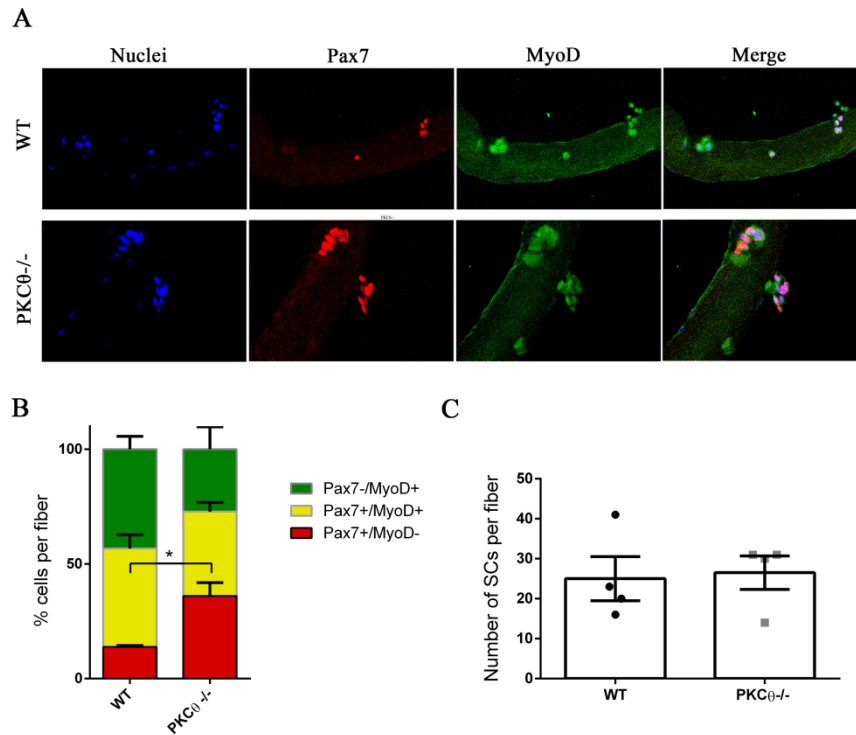 A
Nuclei Pax7 MyoD Merge
WT
PKCθ-/-
B
% cells per fiber
100
50
0
*
WT
PKCθ -/-
Pax7-/MyoD+
Pax7+/MyoD+
Pax7+/MyoD-
C
Number of SCs per fiber
50
40
30
20
10
0
WT PKCθ-/-